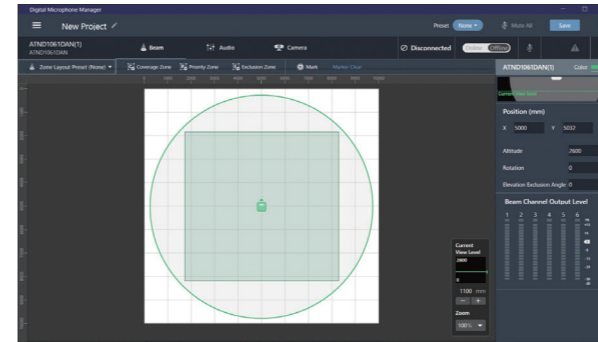 Digital Microphone Manager
New Project
Preset None Mute All Save
ATND1061DAN(1)
ATND1061DAN
Beam Audio Camera Disconnected Online Offline
Zone Layout Preset (None) Coverage Zone Priority Zone Exclusion Zone Mark Marker Clear
ATND1061DAN(1) Color
Current View Level
Position (mm)
X 5000 Y 5032
Altitude 2600
Rotation 0
Elevation Exclusion Angle 0
Beam Channel Output Level
1 2 3 4 5 6
Current
View Level
2600
0
1100 mm
Zoom
100%